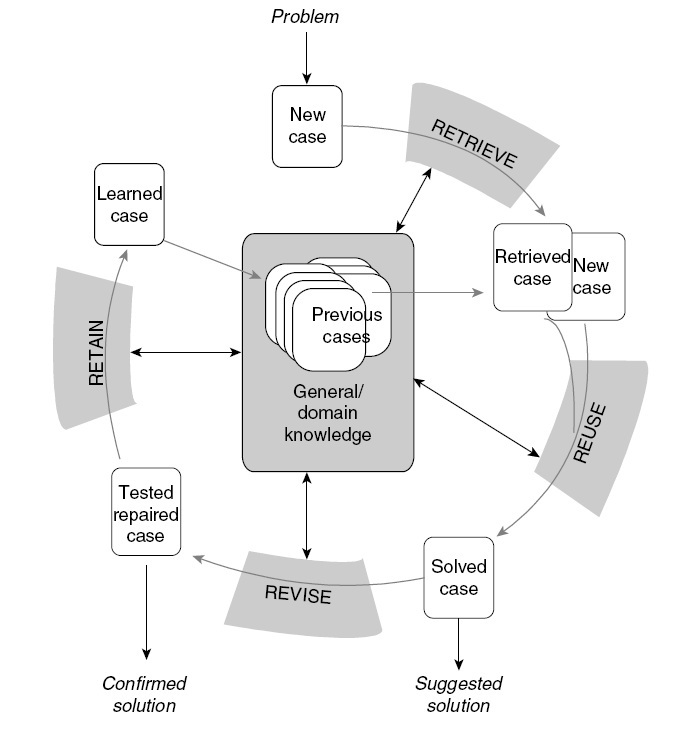 Problem
New
case
RETRIEVE
Learned
case
Retrieved
case
New
case
Previous
cases
General/
domain
knowledge
RETAIN
REUSE
Tested
repaired
case
REVISE
Solved
case
Confirmed
solution
Suggested
solution